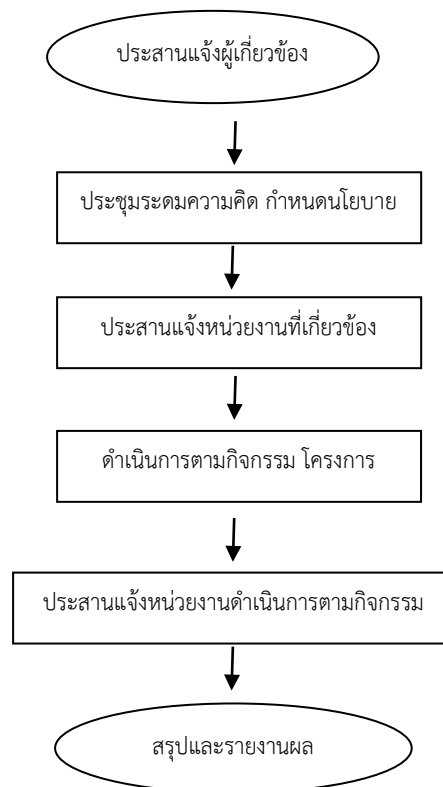 ประสานแจ้งผู้เกี่ยวข้อง
ประชุมระดมความคิด กำหนดนโยบาย
ประสานแจ้งหน่วยงานที่เกี่ยวข้อง
ดำเนินการตามกิจกรรม โครงการ
ประสานแจ้งหน่วยงานดำเนินการตามกิจกรรม
สรุปและรายงานผล